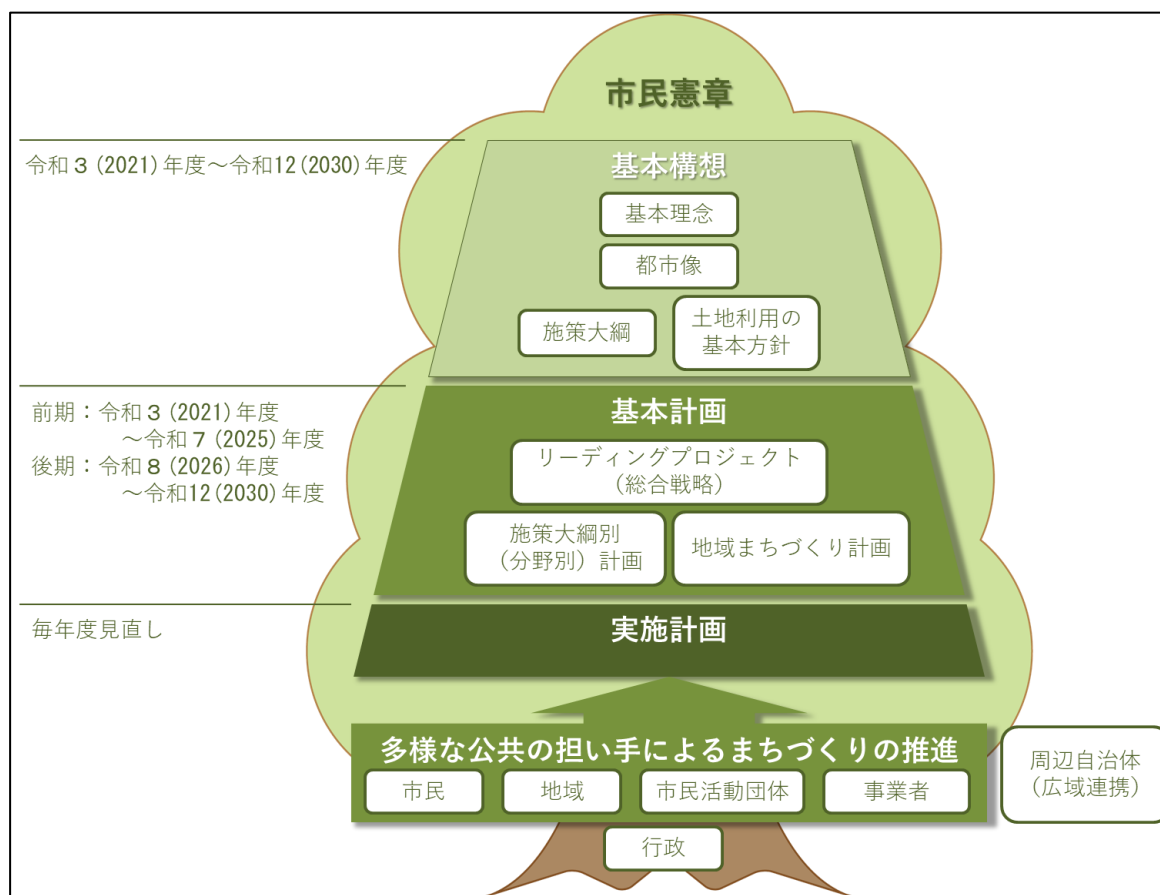 市民憲章
令和３(2021)年度～令和12(2030)年度
基本構想
基本理念
都市像
施策大綱
土地利用の
基本方針
前期：令和３(2021)年度
～令和７(2025)年度
後期：令和８(2026)年度
～令和12(2030)年度
基本計画
リーディングプロジェクト
（総合戦略）
施策大綱別
（分野別）計画
地域まちづくり計画
毎年度見直し
実施計画
多様な公共の担い手によるまちづくりの推進
市民
地域
市民活動団体
事業者
周辺自治体
（広域連携）
行政